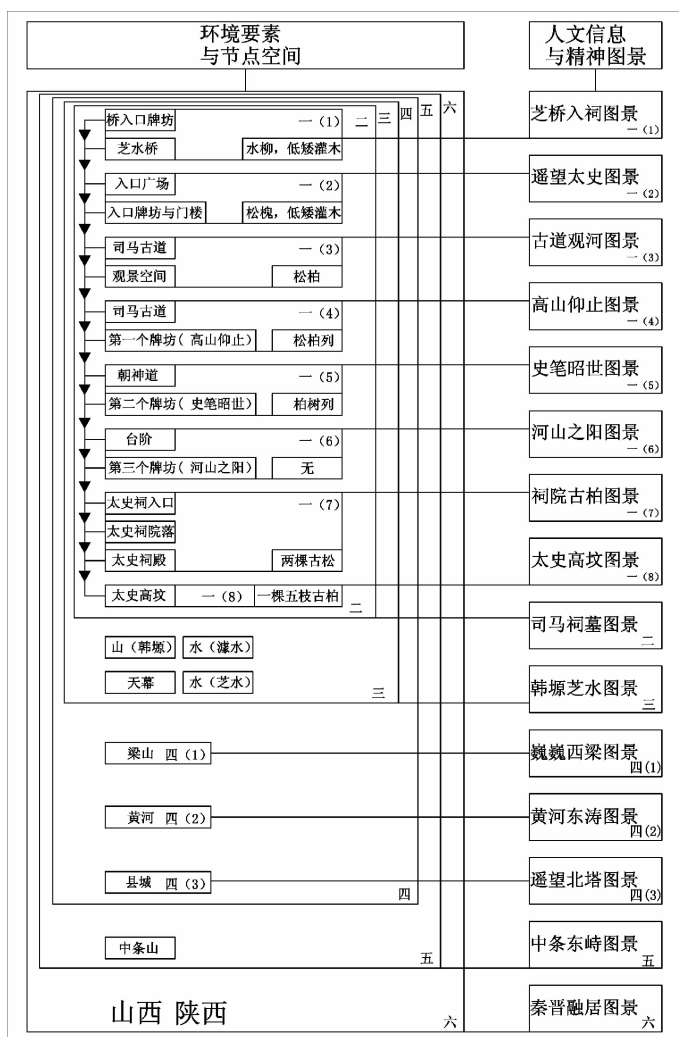 环境要素
与节点空间
人文信息
与精神图景
二 三 四 五 六
桥入口牌坊 一（1）
芝水桥 水柳，低矮灌木
入口广场 一（2）
入口牌坊与门楼 松槐，低矮灌木
司马古道 一（3）
观景空间 松柏
司马古道 一（4）
第一个牌坊（高山仰止） 松柏列
朝神道 一（5）
第二个牌坊（史笔昭世） 柏树列
台阶 一（6）
第三个牌坊（河山之阳） 无
太史祠入口 一（7）
太史祠院落
太史祠殿 两棵古松
太史高坟 一（8） 一棵五枝古柏
二
山（韩塬） 水（澽水）
天幕 水（芝水）
三
梁山 四（1）
黄河 四（2）
县城 四（3）
四
中条山
五
山西 陕西
六
芝桥入祠图景
一（1）
遥望太史图景
一（2）
古道观河图景
一（3）
高山仰止图景
一（4）
史笔昭世图景
一（5）
河山之阳图景
一（6）
祠院古柏图景
一（7）
太史高坟图景
一（8）
司马祠墓图景
二
韩塬芝水图景
三
巍巍西梁图景
四(1)
黄河东涛图景
四(2)
遥望北塔图景
四(3)
中条东峙图景
五
秦晋融居图景
六